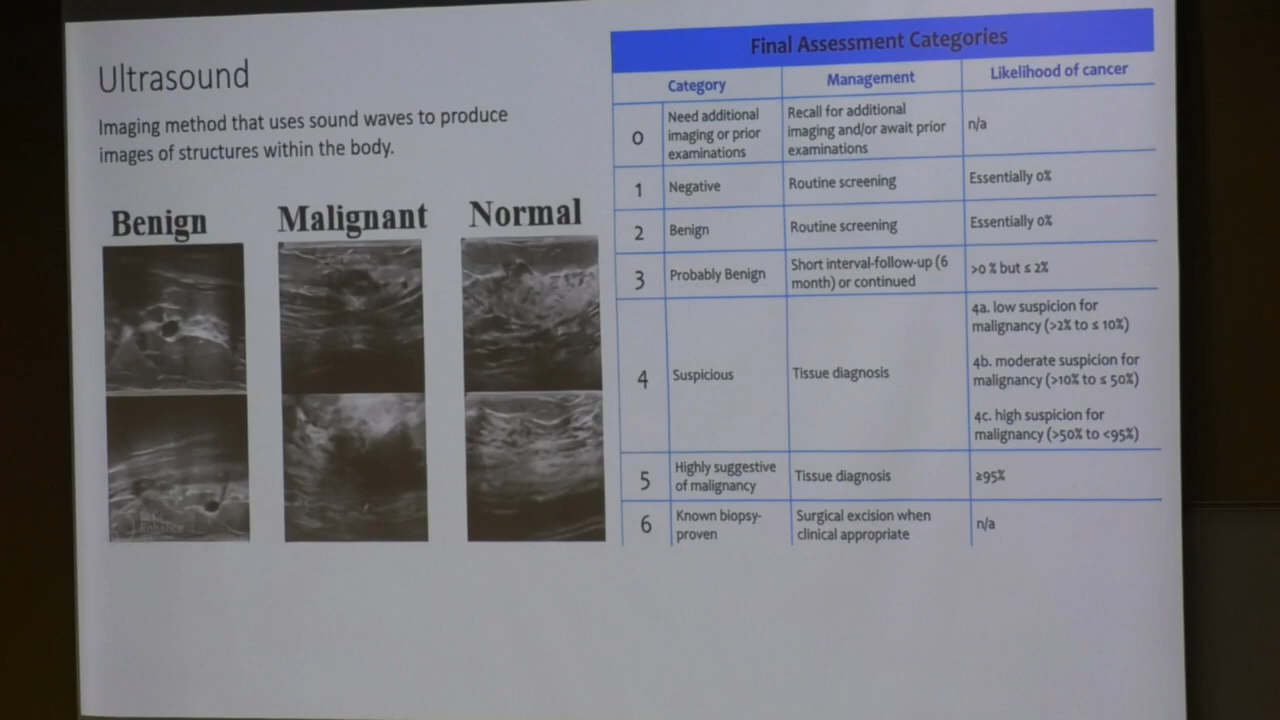 Ultrasound
Imaging method that uses sound waves to produce
images of structures within the body.
Benign
Malignant
Normal
Final Assessment Categories
Category
Management
Likelihood of cancer
0
Need additional
imaging or prior
examinations
Recall for additional
imaging and/or await prior
examinations
n/a
1
Negative
Routine screening
Essentially 0%
2
Benign
Routine screening
Essentially 0%
3
Probably Benign
Short interval-follow-up (6
month) or continued
>0 % but ≤ 2%
4
Suspicious
Tissue diagnosis
4a. low suspicion for
malignancy (>2% to ≤ 10%)
4b. moderate suspicion for
malignancy (>10% to ≤ 50%)
4c. high suspicion for
malignancy (>50% to <95%)
5
Highly suggestive
of malignancy
Tissue diagnosis
≥95%
6
Known biopsy-
proven
Surgical excision when
clinical appropriate
n/a